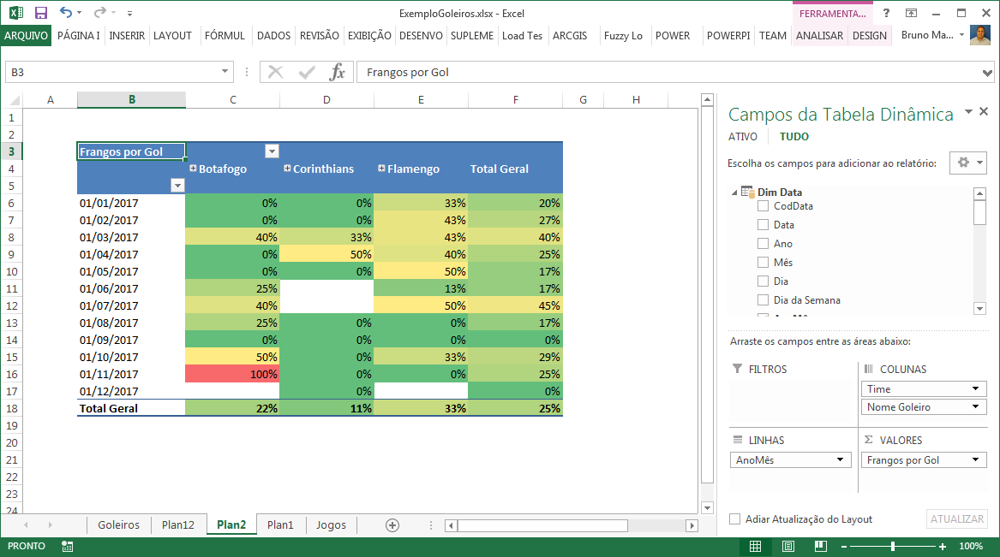 ExemploGoleiros.xlsx - Excel
FERRAMENTA... ?
ARQUIVO PÁGINA I INSERIR LAYOUT FÓRMUL DADOS REVISÃO EXIBIÇÃO DESENVO SUPLEME Load Tes ARCGIS Fuzzy Lo POWER POWERPI TEAM ANALISAR DESIGN Bruno Ma...
B3 fx Frangos por Gol
A B C D E F G H
1
2
3 Frangos por Gol
4 Botafogo Corinthians Flamengo Total Geral
5
6 01/01/2017 0% 0% 33% 20%
7 01/02/2017 0% 0% 43% 27%
8 01/03/2017 40% 33% 43% 40%
9 01/04/2017 0% 50% 40% 25%
10 01/05/2017 0% 0% 50% 17%
11 01/06/2017 25% 13% 17%
12 01/07/2017 40% 50% 45%
13 01/08/2017 25% 0% 0% 17%
14 01/09/2017 0% 0% 0% 0%
15 01/10/2017 50% 0% 33% 29%
16 01/11/2017 100% 0% 0% 25%
17 01/12/2017 0% 0%
18 Total Geral 22% 11% 33% 25%
19
20
21
22
23
24
Campos da Tabela Dinâmica
ATIVO TUDO
Escolha os campos para adicionar ao relatório:
Dim Data
CodData
Data
Ano
Mês
Dia
Dia da Semana
Arraste os campos entre as áreas abaixo:
FILTROS
COLUNAS
Time
Nome Goleiro
LINHAS
AnoMês
Σ VALORES
Frangos por Gol
Adiar Atualização do Layout ATUALIZAR
Goleiros Plan12 Plan2 Plan1 Jogos
PRONTO 100%